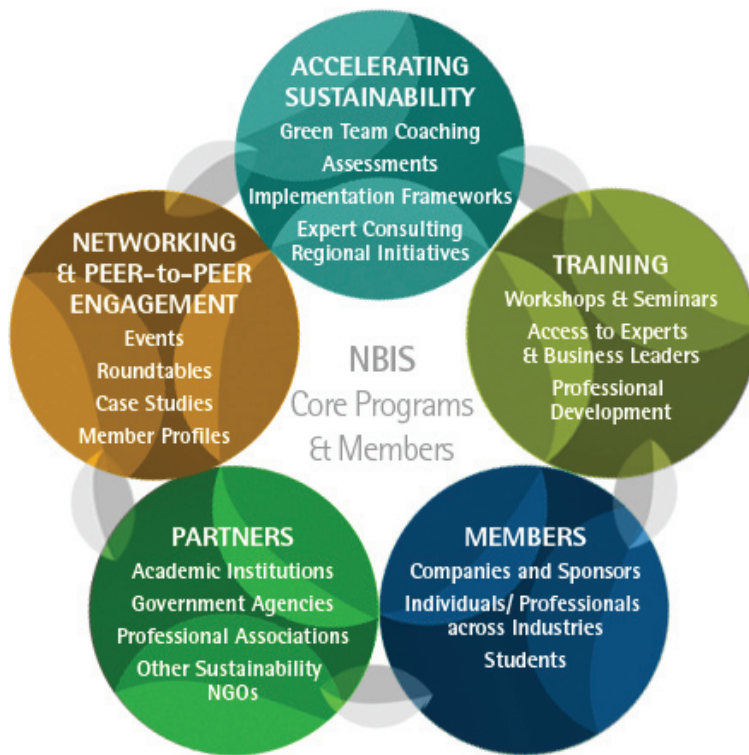 ACCELERATING
SUSTAINABILITY
Green Team Coaching
Assessments
Implementation Frameworks
Expert Consulting
Regional Initiatives
NETWORKING
& PEER-to-PEER
ENGAGEMENT
Events
Roundtables
Case Studies
Member Profiles
TRAINING
Workshops & Seminars
Access to Experts
& Business Leaders
Professional
Development
NBIS
Core Programs
& Members
PARTNERS
Academic Institutions
Government Agencies
Professional Associations
Other Sustainability
NGOs
MEMBERS
Companies and Sponsors
Individuals/ Professionals
across Industries
Students